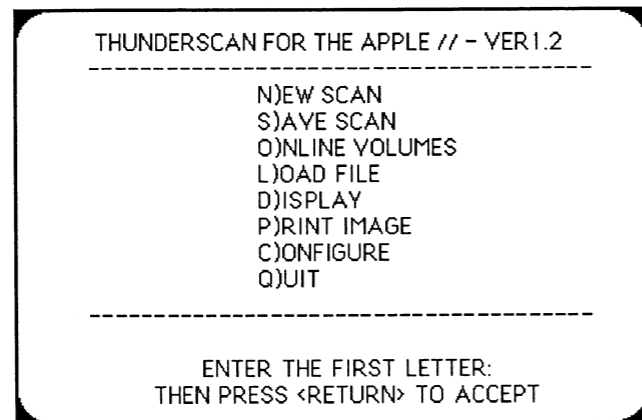 THUNDERSCAN FOR THE APPLE // - VER1.2
----------------------------------------
N)EW SCAN
S)AVE SCAN
O)NLINE VOLUMES
L)OAD FILE
D)ISPLAY
P)RINT IMAGE
C)ONFIGURE
Q)UIT
----------------------------------------
ENTER THE FIRST LETTER:
THEN PRESS <RETURN> TO ACCEPT